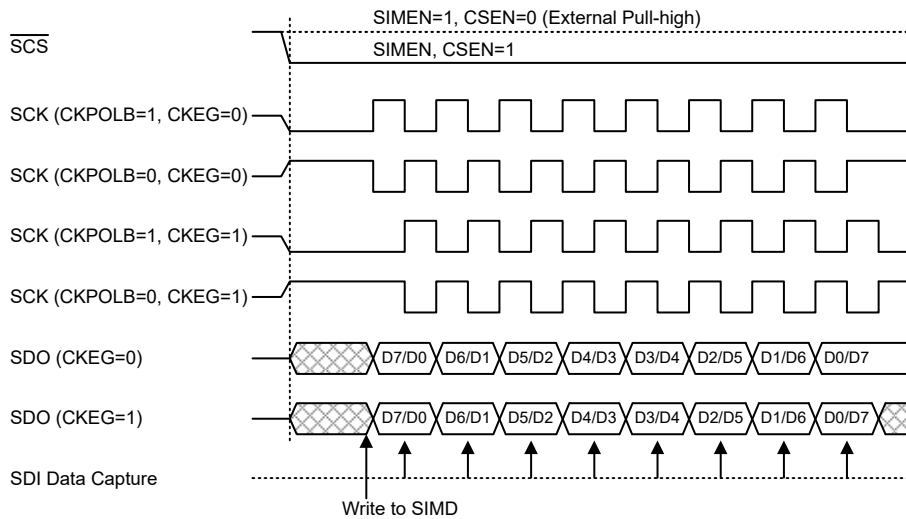 SIMEN=1, CSEN=0 (External Pull-high)
SCS
SIMEN, CSEN=1
SCK (CKPOLB=1, CKEG=0)
SCK (CKPOLB=0, CKEG=0)
SCK (CKPOLB=1, CKEG=1)
SCK (CKPOLB=0, CKEG=1)
SDO (CKEG=0) D7/D0 D6/D1 D5/D2 D4/D3 D3/D4 D2/D5 D1/D6 D0/D7
SDO (CKEG=1) D7/D0 D6/D1 D5/D2 D4/D3 D3/D4 D2/D5 D1/D6 D0/D7
SDI Data Capture
Write to SIMD